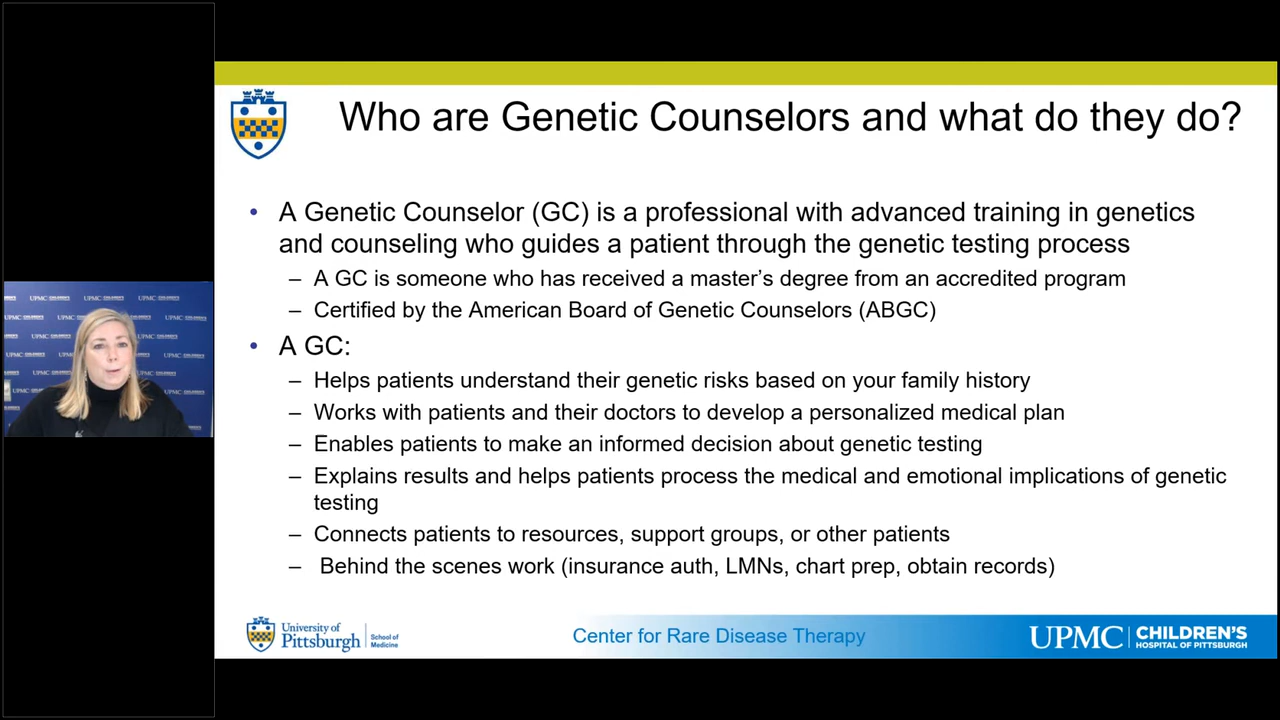 Who are Genetic Counselors and what do they do?
• A Genetic Counselor (GC) is a professional with advanced training in genetics
and counseling who guides a patient through the genetic testing process
– A GC is someone who has received a master's degree from an accredited program
– Certified by the American Board of Genetic Counselors (ABGC)
• A GC:
– Helps patients understand their genetic risks based on your family history
– Works with patients and their doctors to develop a personalized medical plan
– Enables patients to make an informed decision about genetic testing
– Explains results and helps patients process the medical and emotional implications of genetic
testing
– Connects patients to resources, support groups, or other patients
– Behind the scenes work (insurance auth, LMNs, chart prep, obtain records)
University of
Pittsburgh
School of
Medicine
Center for Rare Disease Therapy
UPMC
CHILDREN'S
HOSPITAL OF PITTSBURGH